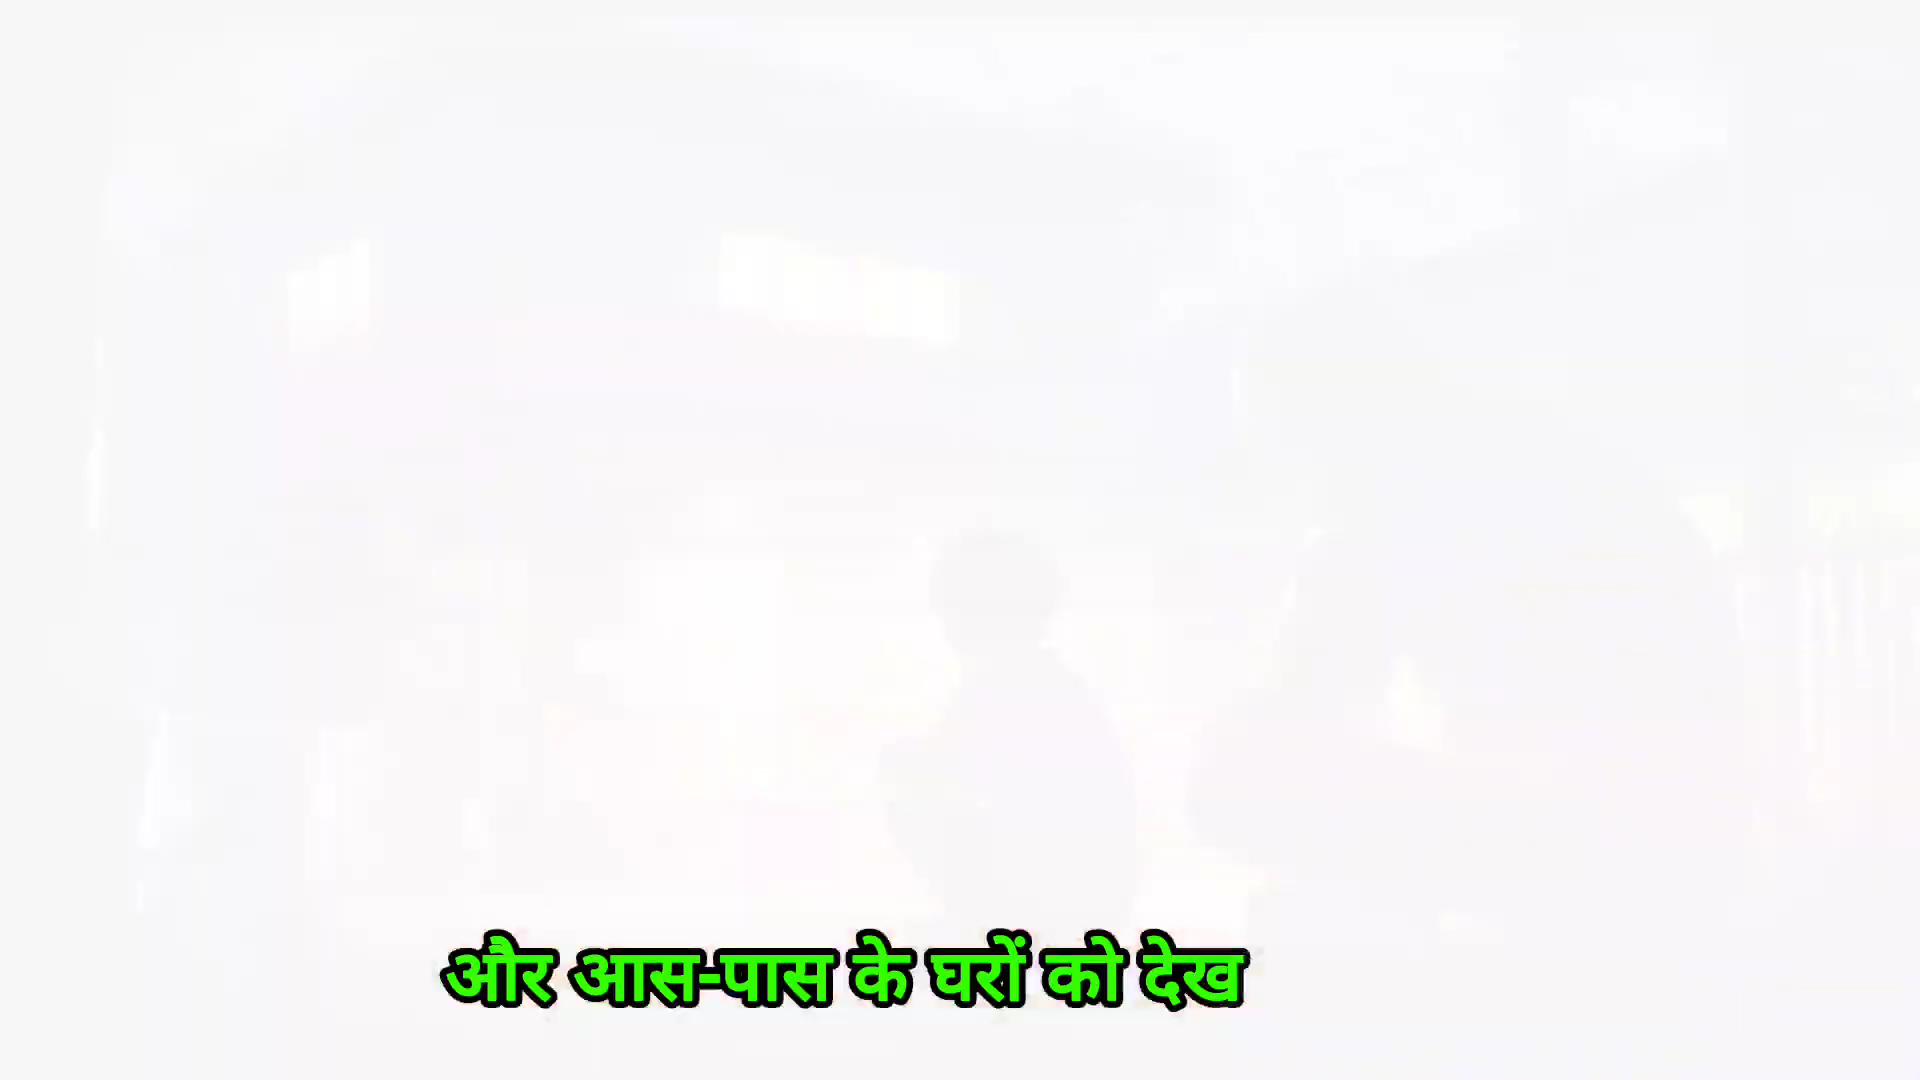 और आस-पास के घरों को देख